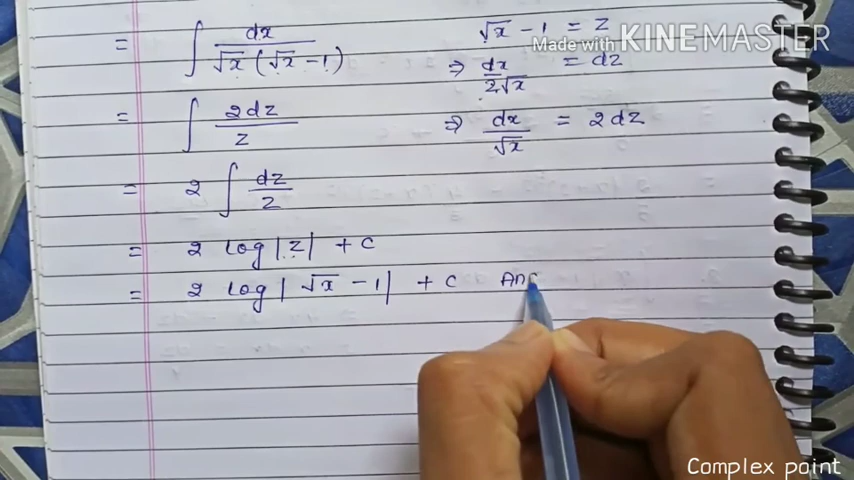 = ∫ dx / √x (√x − 1)    √x − 1 = z
Made with KINEMASTER
⇒ dx / 2√x = dz
= ∫ 2dz / z    ⇒ dx / √x = 2dz
= 2 ∫ dz / z
= 2 log |z| + c
= 2 log | √x − 1 | + c    Ans
Complex point